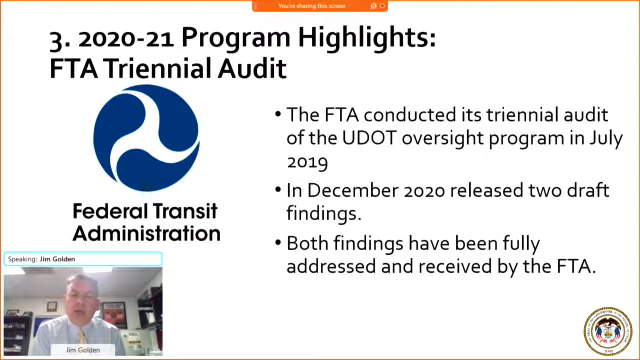 You're sharing this screen
3. 2020-21 Program Highlights:
FTA Triennial Audit
• The FTA conducted its triennial audit
of the UDOT oversight program in July
2019
• In December 2020 released two draft
findings.
• Both findings have been fully
addressed and received by the FTA.
Federal Transit
Administration
Speaking: Jim Golden
Jim Golden